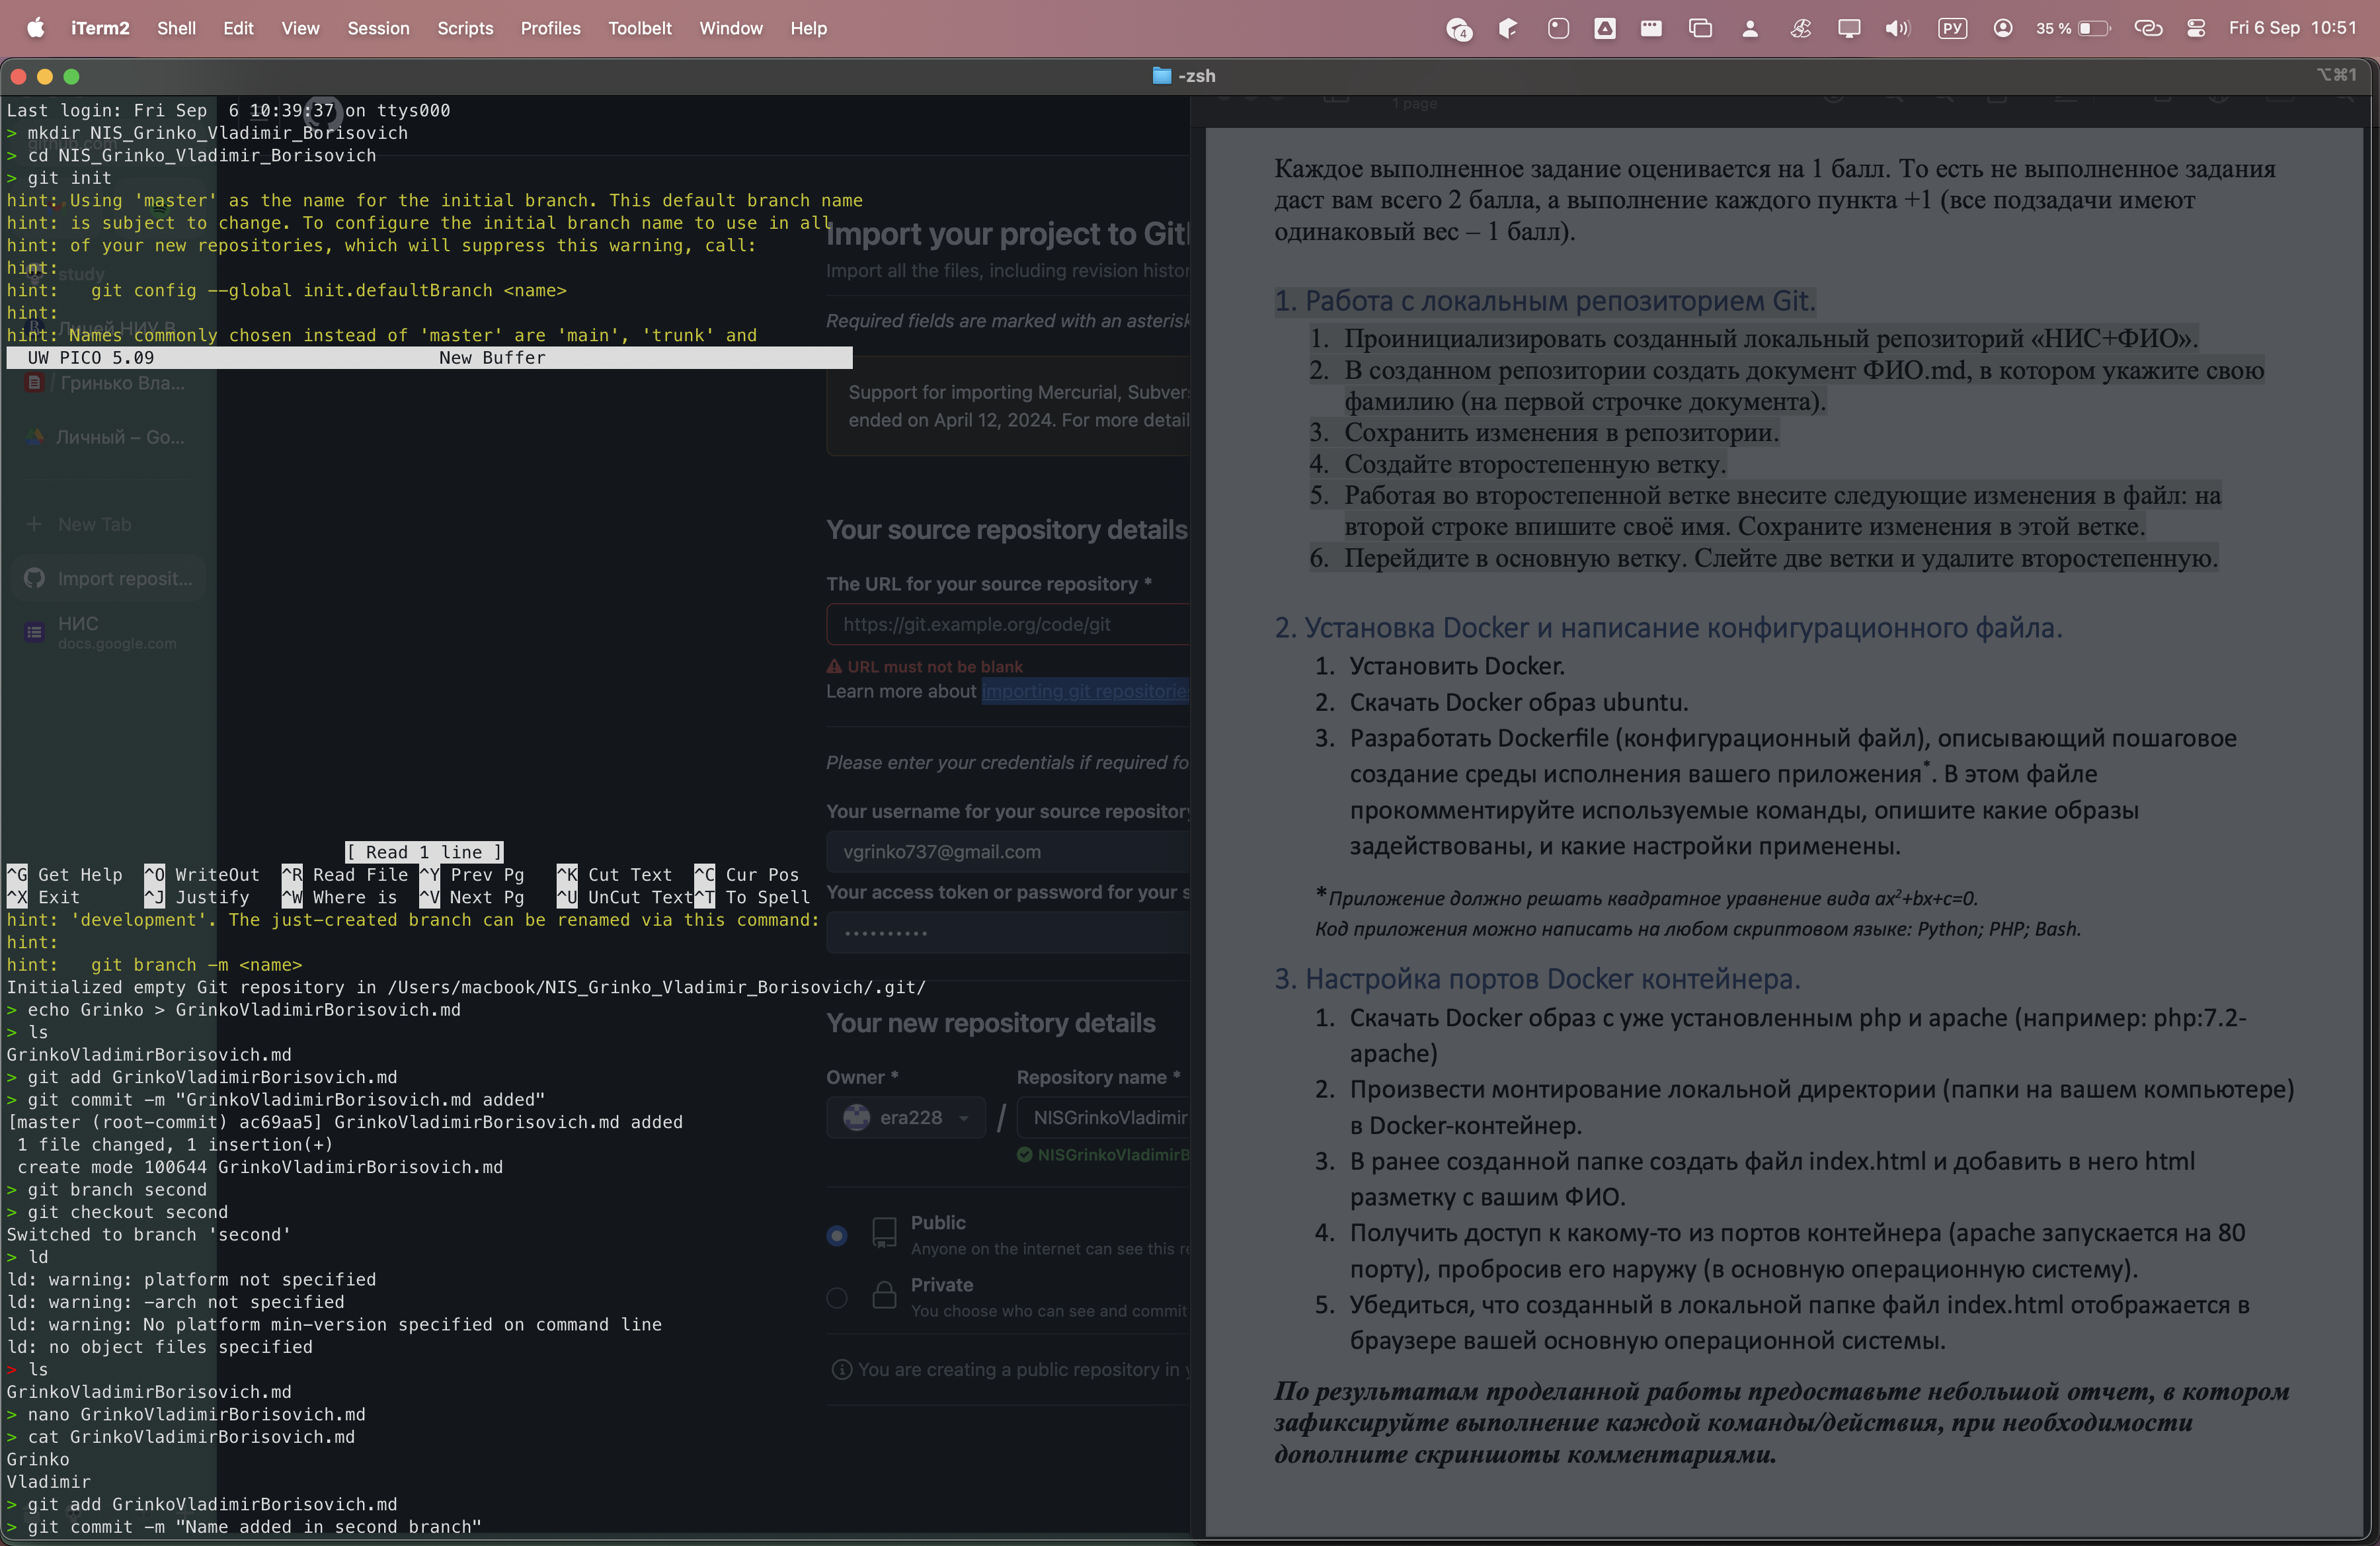 iTerm2 Shell Edit View Session Scripts Profiles Toolbelt Window Help
4 РУ 35 % Fri 6 Sep 10:51
-zsh
⌥⌘1
Last login: Fri Sep  6 10:39:37 on ttys000
> mkdir NIS_Grinko_Vladimir_Borisovich
> cd NIS_Grinko_Vladimir_Borisovich
> git init
hint: Using 'master' as the name for the initial branch. This default branch name
hint: is subject to change. To configure the initial branch name to use in all
hint: of your new repositories, which will suppress this warning, call:
hint:
hint:   git config --global init.defaultBranch <name>
hint:
hint: Names commonly chosen instead of 'master' are 'main', 'trunk' and
UW PICO 5.09 New Buffer
[ Read 1 line ]
^G Get Help ^O WriteOut ^R Read File ^Y Prev Pg ^K Cut Text ^C Cur Pos
^X Exit ^J Justify ^W Where is ^V Next Pg ^U UnCut Text ^T To Spell
hint: 'development'. The just-created branch can be renamed via this command:
hint:
hint:   git branch -m <name>
Initialized empty Git repository in /Users/macbook/NIS_Grinko_Vladimir_Borisovich/.git/
> echo Grinko > GrinkoVladimirBorisovich.md
> ls
GrinkoVladimirBorisovich.md
> git add GrinkoVladimirBorisovich.md
> git commit -m "GrinkoVladimirBorisovich.md added"
[master (root-commit) ac69aa5] GrinkoVladimirBorisovich.md added
 1 file changed, 1 insertion(+)
 create mode 100644 GrinkoVladimirBorisovich.md
> git branch second
> git checkout second
Switched to branch 'second'
> ld
ld: warning: platform not specified
ld: warning: -arch not specified
ld: warning: No platform min-version specified on command line
ld: no object files specified
> ls
GrinkoVladimirBorisovich.md
> nano GrinkoVladimirBorisovich.md
> cat GrinkoVladimirBorisovich.md
Grinko
Vladimir
> git add GrinkoVladimirBorisovich.md
> git commit -m "Name added in second branch"
study
Лицей НИУ В
/ Гринько Вла...
Личный – Go...
+ New Tab
Import reposit...
НИС
docs.google.com
Import your project to Git
Import all the files, including revision histor
Required fields are marked with an asterisk
Support for importing Mercurial, Subver
ended on April 12, 2024. For more detail
Your source repository details
The URL for your source repository *
https://git.example.org/code/git
URL must not be blank
Learn more about importing git repositories
Please enter your credentials if required fo
Your username for your source repository
vgrinko737@gmail.com
Your access token or password for your s
••••••••••
Your new repository details
Owner * Repository name *
era228 / NISGrinkoVladimir
NISGrinkoVladimirB
Public
Anyone on the internet can see this re
Private
You choose who can see and commit
You are creating a public repository in y
1 page
Каждое выполненное задание оценивается на 1 балл. То есть не выполненное задания
даст вам всего 2 балла, а выполнение каждого пункта +1 (все подзадачи имеют
одинаковый вес – 1 балл).
1. Работа с локальным репозиторием Git.
1. Проинициализировать созданный локальный репозиторий «НИС+ФИО».
2. В созданном репозитории создать документ ФИО.md, в котором укажите свою
фамилию (на первой строчке документа).
3. Сохранить изменения в репозитории.
4. Создайте второстепенную ветку.
5. Работая во второстепенной ветке внесите следующие изменения в файл: на
второй строке впишите своё имя. Сохраните изменения в этой ветке.
6. Перейдите в основную ветку. Слейте две ветки и удалите второстепенную.
2. Установка Docker и написание конфигурационного файла.
1. Установить Docker.
2. Скачать Docker образ ubuntu.
3. Разработать Dockerfile (конфигурационный файл), описывающий пошаговое
создание среды исполнения вашего приложения*. В этом файле
прокомментируйте используемые команды, опишите какие образы
задействованы, и какие настройки применены.
*Приложение должно решать квадратное уравнение вида ax²+bx+c=0.
Код приложения можно написать на любом скриптовом языке: Python; PHP; Bash.
3. Настройка портов Docker контейнера.
1. Скачать Docker образ с уже установленным php и apache (например: php:7.2-
apache)
2. Произвести монтирование локальной директории (папки на вашем компьютере)
в Docker-контейнер.
3. В ранее созданной папке создать файл index.html и добавить в него html
разметку с вашим ФИО.
4. Получить доступ к какому-то из портов контейнера (apache запускается на 80
порту), пробросив его наружу (в основную операционную систему).
5. Убедиться, что созданный в локальной папке файл index.html отображается в
браузере вашей основную операционной системы.
По результатам проделанной работы предоставьте небольшой отчет, в котором
зафиксируйте выполнение каждой команды/действия, при необходимости
дополните скриншоты комментариями.